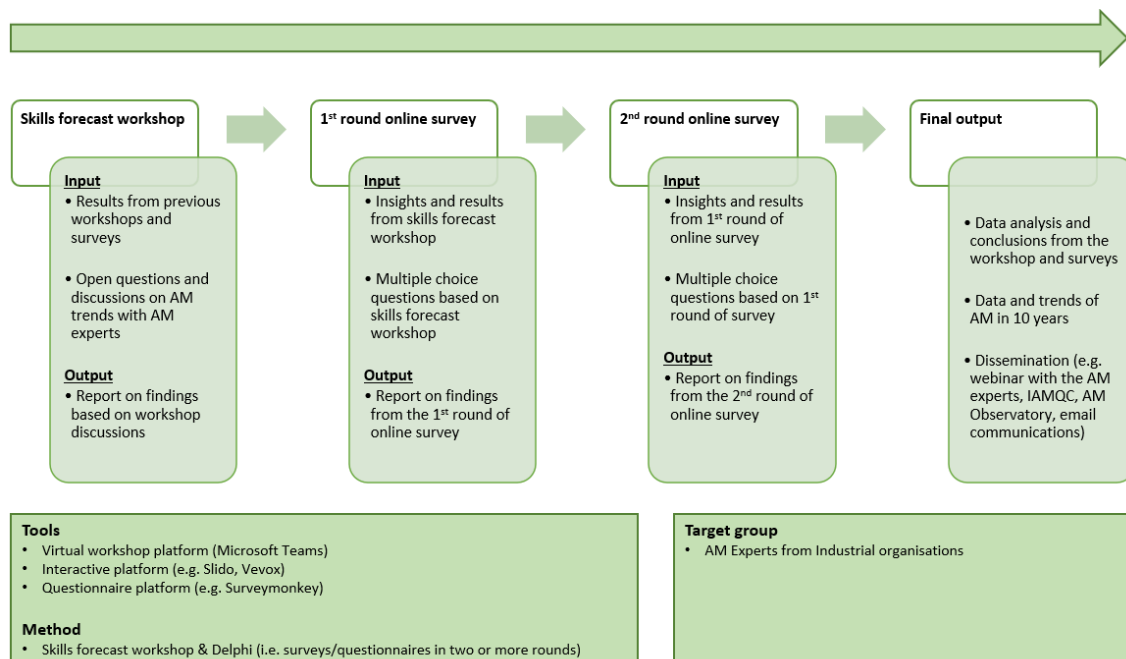 Skills forecast workshop
Input
• Results from previous
workshops and
surveys
• Open questions and
discussions on AM
trends with AM
experts
Output
• Report on findings
based on workshop
discussions
1st round online survey
Input
• Insights and results
from skills forecast
workshop
• Multiple choice
questions based on
skills forecast
workshop
Output
• Report on findings
from the 1st round of
online survey
2nd round online survey
Input
• Insights and results
from 1st round of
online survey
• Multiple choice
questions based on 1st
round of survey
Output
• Report on findings
from the 2nd round of
online survey
Final output
• Data analysis and
conclusions from the
workshop and surveys
• Data and trends of
AM in 10 years
• Dissemination (e.g.
webinar with the AM
experts, IAMQC, AM
Observatory, email
communications)
Tools
• Virtual workshop platform (Microsoft Teams)
• Interactive platform (e.g. Slido, Vevox)
• Questionnaire platform (e.g. Surveymonkey)
Method
• Skills forecast workshop & Delphi (i.e. surveys/questionnaires in two or more rounds)
Target group
• AM Experts from Industrial organisations